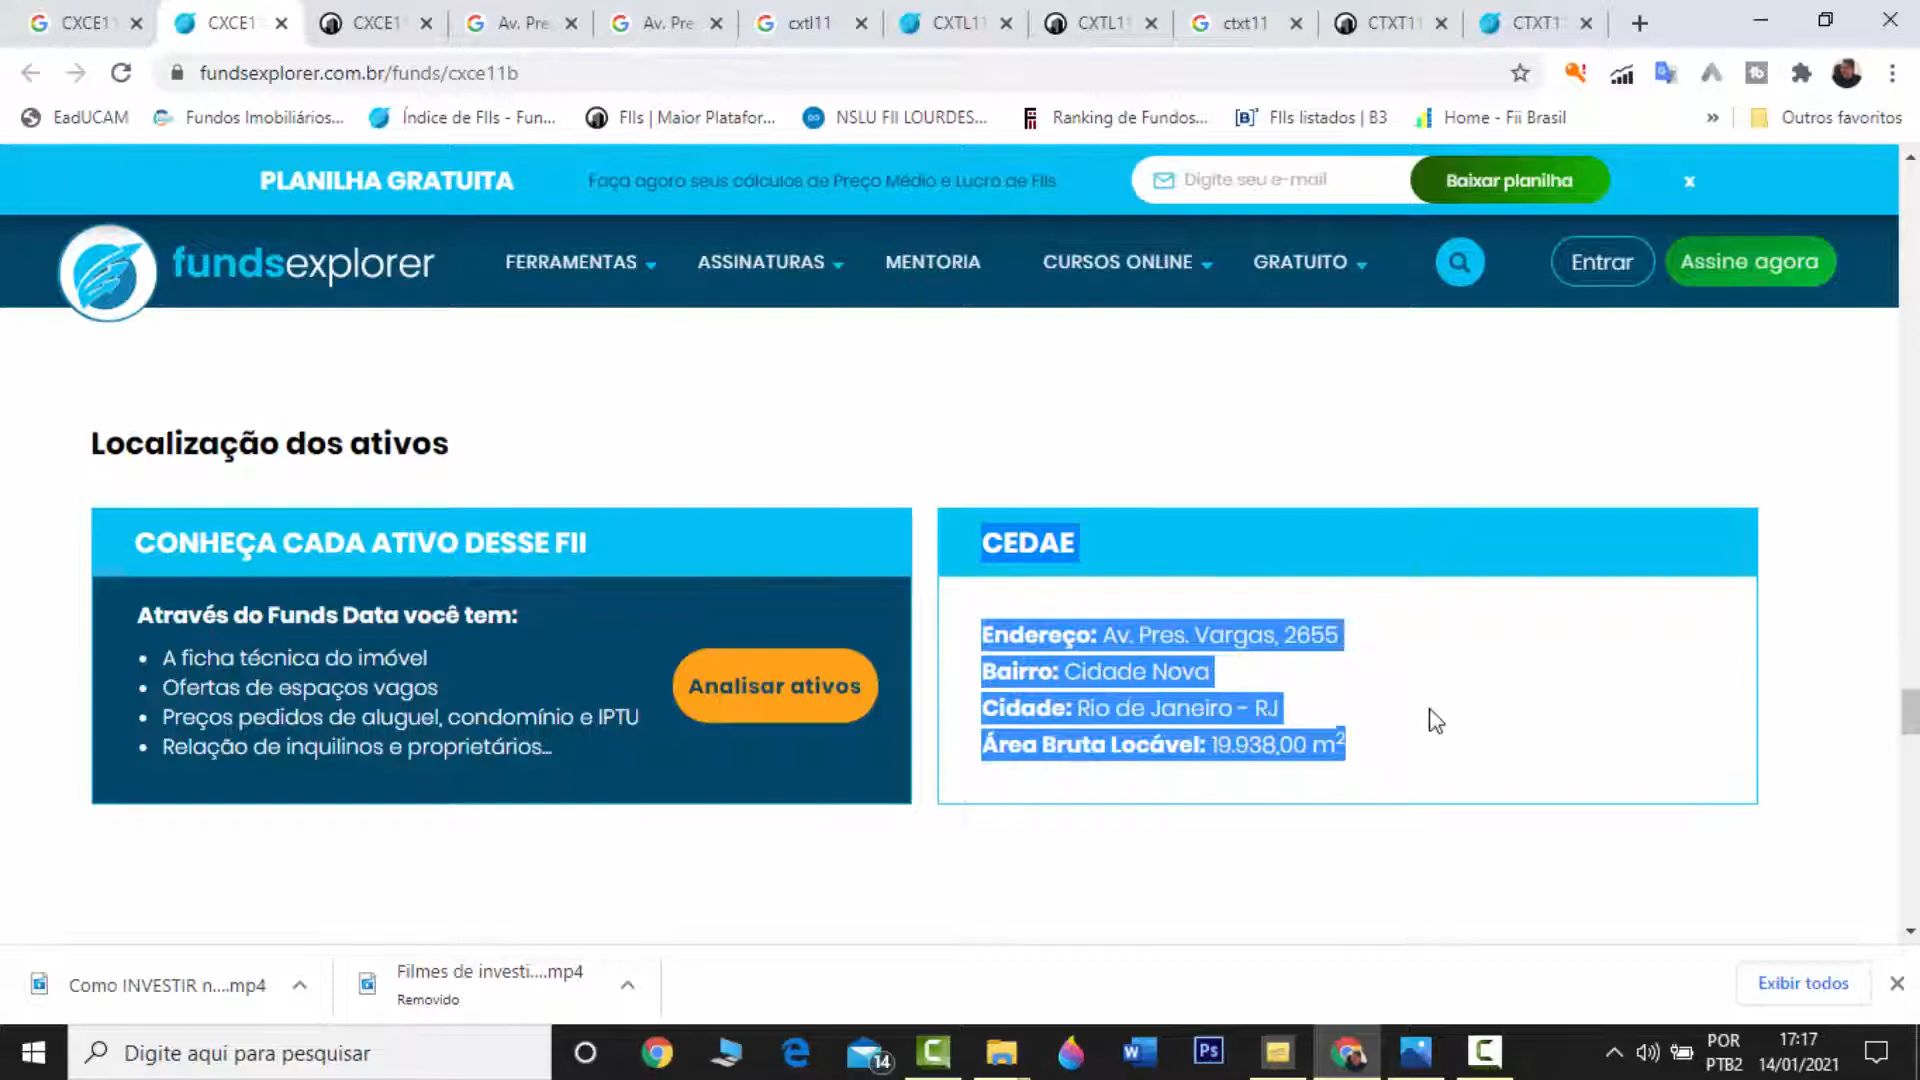 CXCE1
CXCE1
CXCE1
Av. Pre
Av. Pre
cxtl11
CXTL11
CXTL11
ctxt11
CTXT11
CTXT1
fundsexplorer.com.br/funds/cxce11b
EadUCAM
Fundos Imobiliários...
Índice de FIIs - Fun...
FIIs | Maior Platafor...
NSLU FII LOURDES...
Ranking de Fundos...
[B]³ FIIs listados | B3
Home - Fii Brasil
»
Outros favoritos
PLANILHA GRATUITA
Faça agora seus cálculos de Preço Médio e Lucro de FIIs
Digite seu e-mail
Baixar planilha
x
fundsexplorer
FERRAMENTAS
ASSINATURAS
MENTORIA
CURSOS ONLINE
GRATUITO
Entrar
Assine agora
Localização dos ativos
CONHEÇA CADA ATIVO DESSE FII
Através do Funds Data você tem:
• A ficha técnica do imóvel
• Ofertas de espaços vagos
• Preços pedidos de aluguel, condomínio e IPTU
• Relação de inquilinos e proprietários...
Analisar ativos
CEDAE
Endereço: Av. Pres. Vargas, 2655
Bairro: Cidade Nova
Cidade: Rio de Janeiro - RJ
Área Bruta Locável: 19.938,00 m²
Como INVESTIR n....mp4
Filmes de investi....mp4
Removido
Exibir todos
Digite aqui para pesquisar
14
W
Ps
POR
PTB2
17:17
14/01/2021